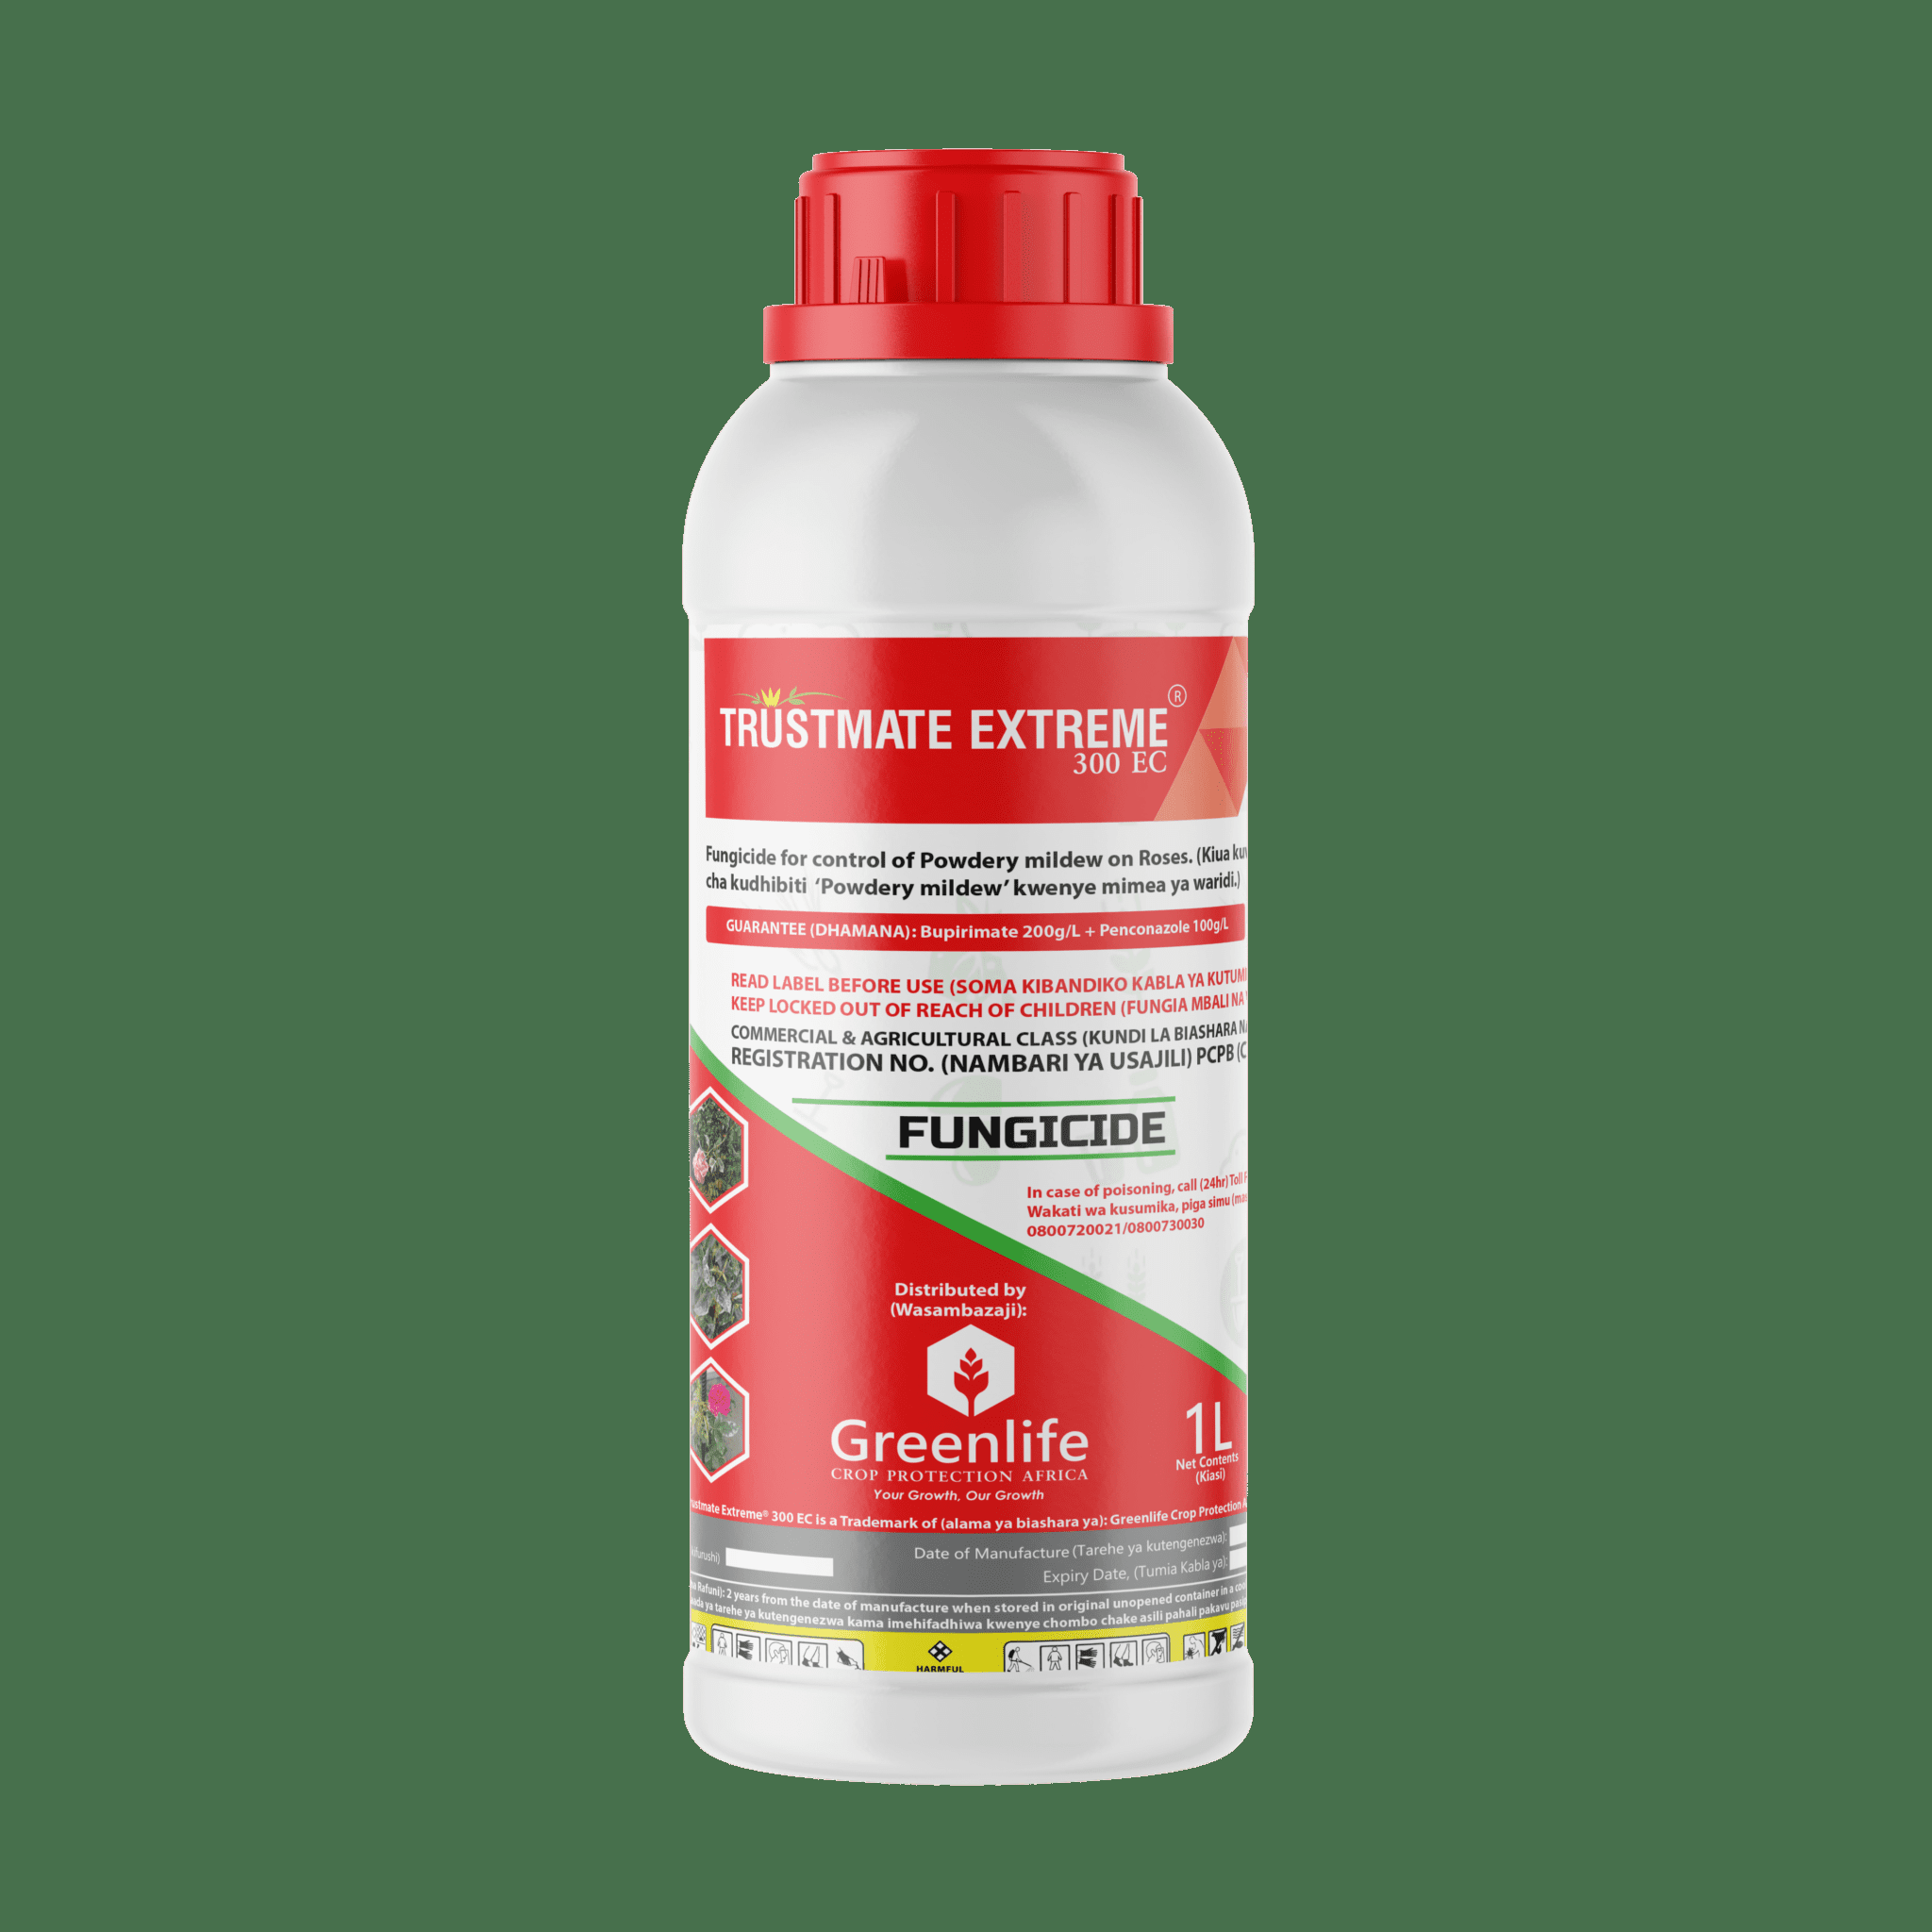 TRUSTMATE EXTREME®
300 EC
Fungicide for control of Powdery mildew on Roses. (Kiua
cha kudhibiti ‘Powdery mildew’ kwenye mimea ya waridi.)
GUARANTEE (DHAMANA): Bupirimate 200g/L + Penconazole 100g/L
READ LABEL BEFORE USE (SOMA KIBANDIKO KABLA YA
KEEP LOCKED OUT OF REACH OF CHILDREN (FUNGIA MBALI NA
COMMERCIAL & AGRICULTURAL CLASS (KUNDI LA BIASHARA
REGISTRATION NO. (NAMBARI YA USAJILI) PCPB
FUNGICIDE
In case of poisoning, call (24hr) Toll
Wakati wa kusumika, piga simu
0800720021/0800730030
Distributed by
(Wasambazaji):
Greenlife
CROP PROTECTION AFRICA
Your Growth, Our Growth
1L
Net Contents
(Kiasi)
Extreme® 300 EC is a Trademark of (alama ya biashara ya): Greenlife Crop Protection
Date of Manufacture (Tarehe ya kutengenezwa):
Expiry Date, (Tumia Kabla ya):
Rafuni): 2 years from the date of manufacture when stored in original unopened container in a
ya tarehe ya kutengenezwa kama imehifadhiwa kwenye chombo chake asili pahali pakavu
HARMFUL